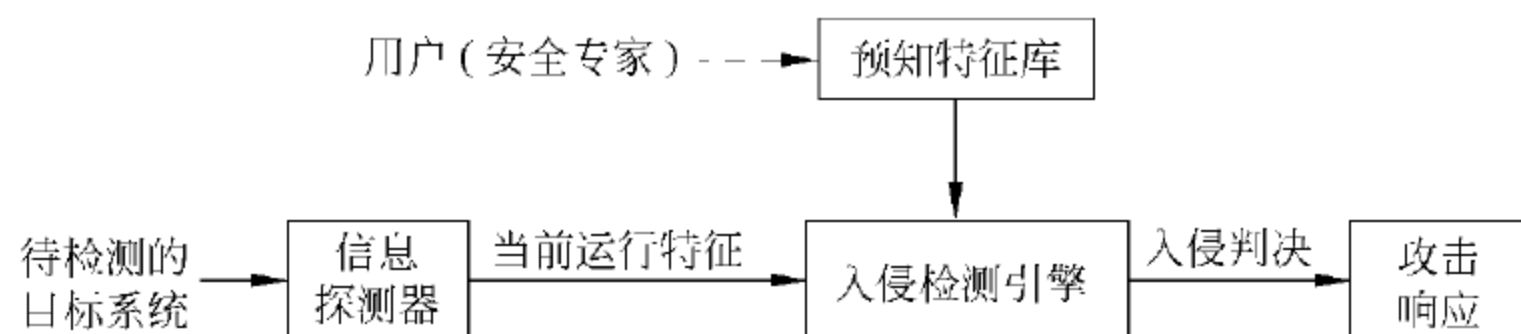 用户(安全专家)
预知特征库
待检测的
目标系统
信息
探测器
当前运行特征
入侵检测引擎
入侵判决
攻击
响应